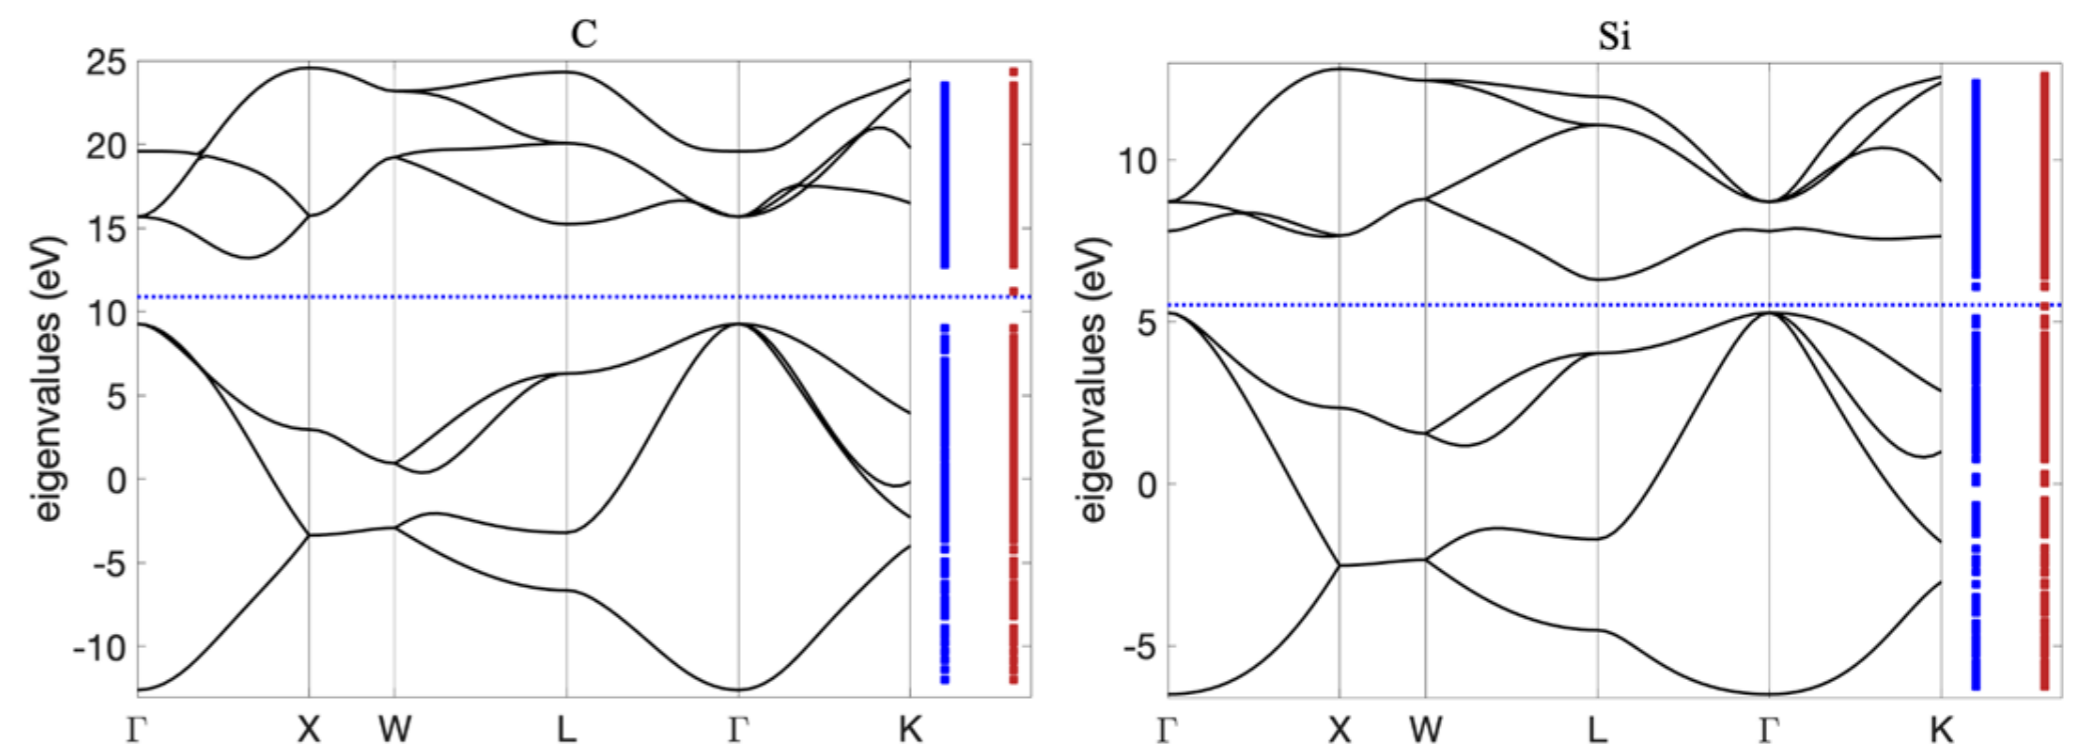 C
25
20
15
10
5
0
-5
-10
eigenvalues (eV)
Γ X W L Γ K
Si
10
5
0
-5
eigenvalues (eV)
Γ X W L Γ K